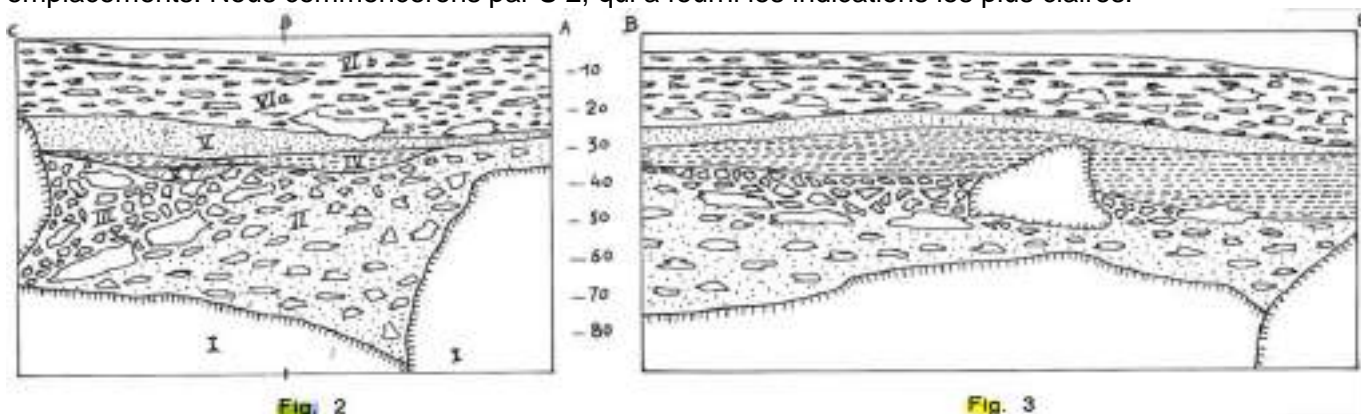 emplacements. Nous commencerons par S 2, qui a fourni les indications les plus claires.
C B A B
VI b
- 10
VIa
- 20
V
- 30
IV
- 40
III II
- 50
- 60
- 70
- 80
I I
Fig. 2 Fig. 3